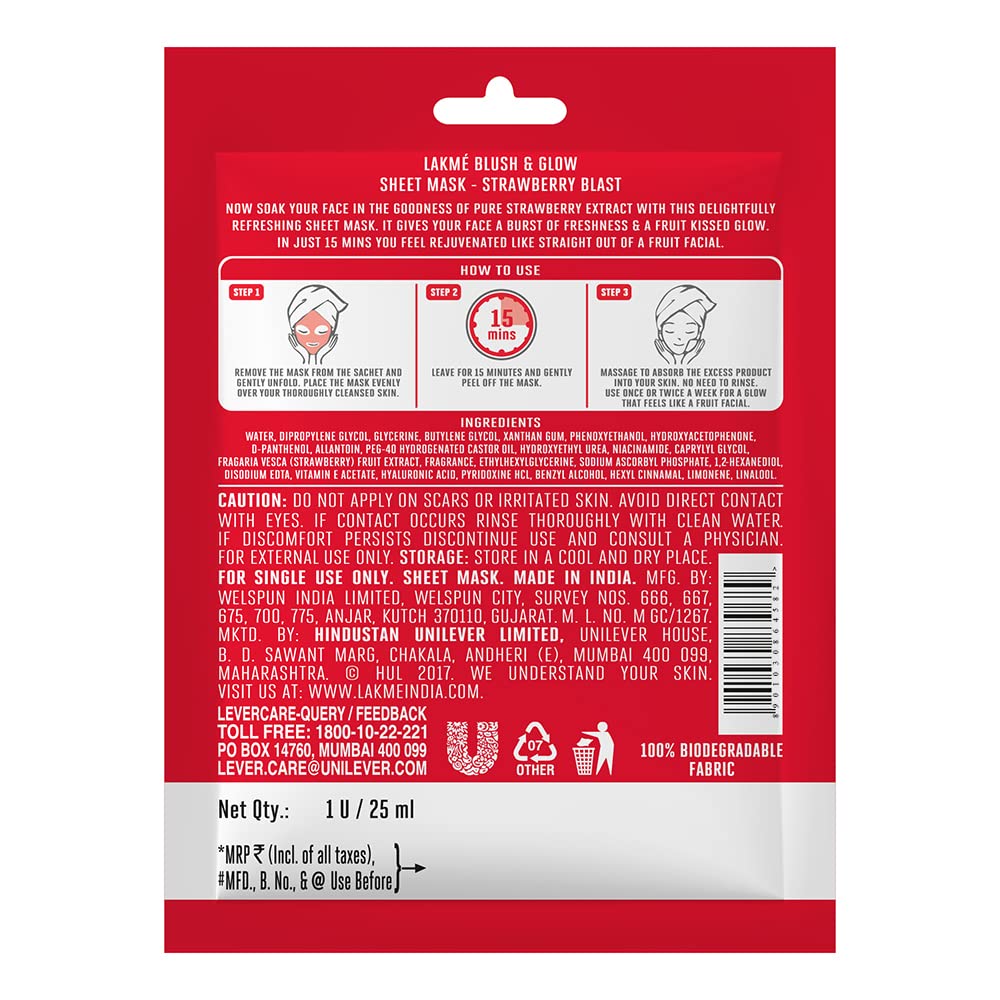 LAKMÉ BLUSH & GLOW
SHEET MASK - STRAWBERRY BLAST
NOW SOAK YOUR FACE IN THE GOODNESS OF PURE STRAWBERRY EXTRACT WITH THIS DELIGHTFULLY
REFRESHING SHEET MASK. IT GIVES YOUR FACE A BURST OF FRESHNESS & A FRUIT KISSED GLOW.
IN JUST 15 MINS YOU FEEL REJUVENATED LIKE STRAIGHT OUT OF A FRUIT FACIAL.
HOW TO USE
STEP 1
REMOVE THE MASK FROM THE SACHET AND
GENTLY UNFOLD. PLACE THE MASK EVENLY
OVER YOUR THOROUGHLY CLEANSED SKIN.
STEP 2
15
mins
LEAVE FOR 15 MINUTES AND GENTLY
PEEL OFF THE MASK.
STEP 3
MASSAGE TO ABSORB THE EXCESS PRODUCT
INTO YOUR SKIN. NO NEED TO RINSE.
USE ONCE OR TWICE A WEEK FOR A GLOW
THAT FEELS LIKE A FRUIT FACIAL.
INGREDIENTS
WATER, DIPROPYLENE GLYCOL, GLYCERINE, BUTYLENE GLYCOL, XANTHAN GUM, PHENOXYETHANOL, HYDROXYACETOPHENONE,
D-PANTHENOL, ALLANTOIN, PEG-40 HYDROGENATED CASTOR OIL, HYDROXYETHYL UREA, NIACINAMIDE, CAPRYLYL GLYCOL,
FRAGARIA VESCA (STRAWBERRY) FRUIT EXTRACT, FRAGRANCE, ETHYLHEXYLGLYCERINE, SODIUM ASCORBYL PHOSPHATE, 1,2-HEXANEDIOL,
DISODIUM EDTA, VITAMIN E ACETATE, HYALURONIC ACID, PYRIDOXINE HCL, BENZYL ALCOHOL, HEXYL CINNAMAL, LIMONENE, LINALOOL.
CAUTION: DO NOT APPLY ON SCARS OR IRRITATED SKIN. AVOID DIRECT CONTACT
WITH EYES. IF CONTACT OCCURS RINSE THOROUGHLY WITH CLEAN WATER.
IF DISCOMFORT PERSISTS DISCONTINUE USE AND CONSULT A PHYSICIAN.
FOR EXTERNAL USE ONLY. STORAGE: STORE IN A COOL AND DRY PLACE.
FOR SINGLE USE ONLY. SHEET MASK. MADE IN INDIA. MFG. BY:
WELSPUN INDIA LIMITED, WELSPUN CITY, SURVEY NOS. 666, 667,
675, 700, 775, ANJAR, KUTCH 370110, GUJARAT. M. L. NO. M GC/1267.
MKTD. BY: HINDUSTAN UNILEVER LIMITED, UNILEVER HOUSE,
B. D. SAWANT MARG, CHAKALA, ANDHERI (E), MUMBAI 400 099,
MAHARASHTRA. © HUL 2017. WE UNDERSTAND YOUR SKIN.
VISIT US AT: WWW.LAKMEINDIA.COM.
8901030864582>
LEVERCARE-QUERY / FEEDBACK
TOLL FREE: 1800-10-22-221
PO BOX 14760, MUMBAI 400 099
LEVER.CARE@UNILEVER.COM
07
OTHER
100% BIODEGRADABLE
FABRIC
Net Qty.: 1 U / 25 ml
*MRP ₹ (Incl. of all taxes),
#MFD., B. No., & @ Use Before